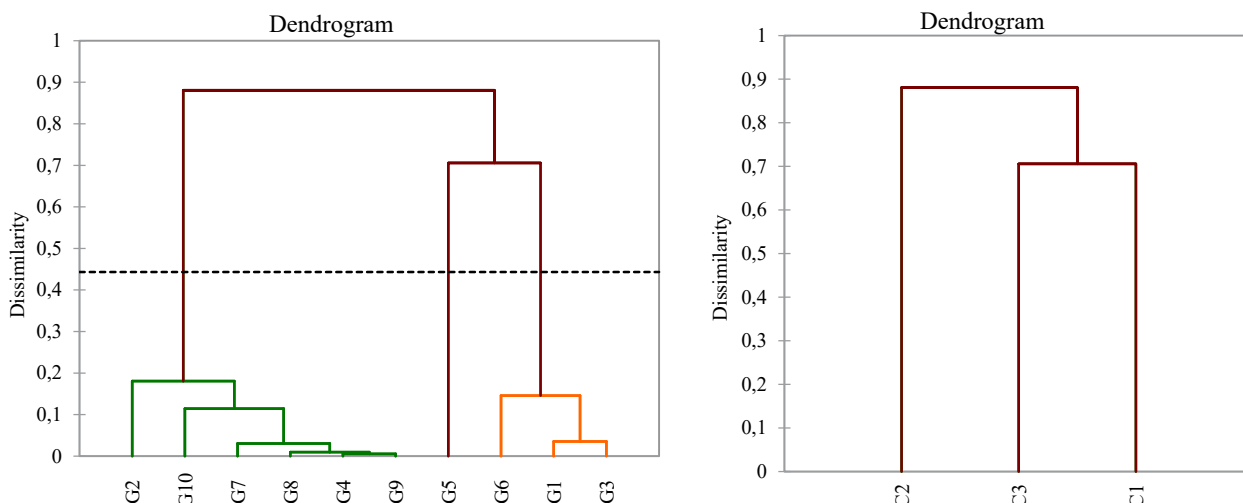 Dendrogram
1
0,9
0,8
0,7
0,6
0,5
0,4
0,3
0,2
0,1
0
Dissimilarity
G2
G10
G7
G8
G4
G9
G5
G6
G1
G3
Dendrogram
1
0,9
0,8
0,7
0,6
0,5
0,4
0,3
0,2
0,1
0
Dissimilarity
C2
C3
C1